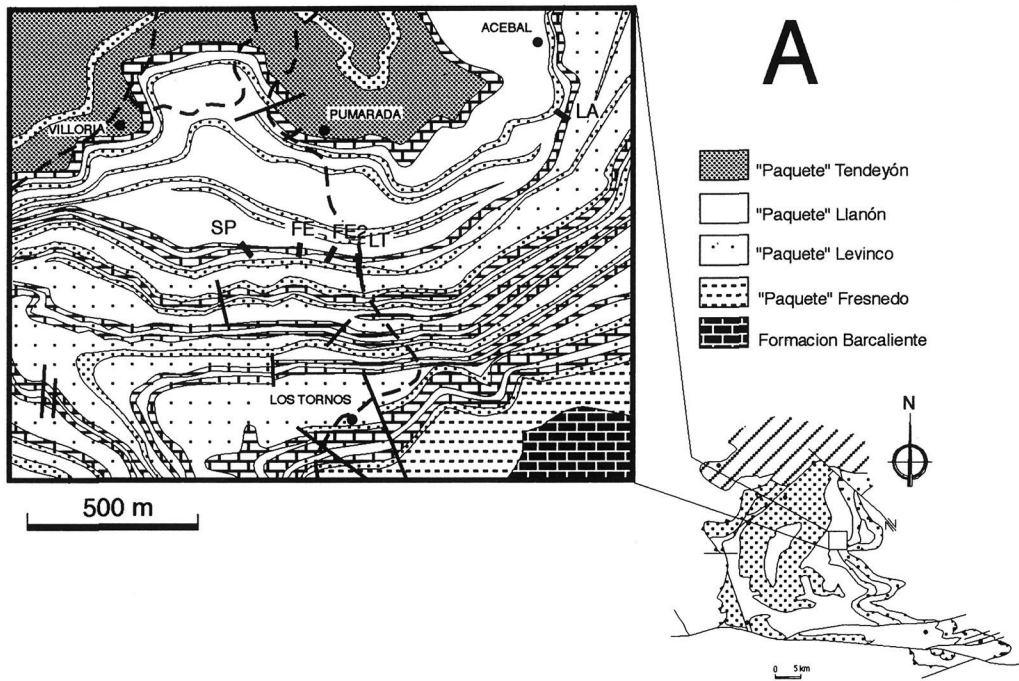 A
ACEBAL
PUMARADA
VILLORIA
LA
SP
FE
FE2
LT
LOS TORNOS
500 m
"Paquete" Tendeyón
"Paquete" Llanón
"Paquete" Levinco
"Paquete" Fresnedo
Formacion Barcaliente
N
0 5km